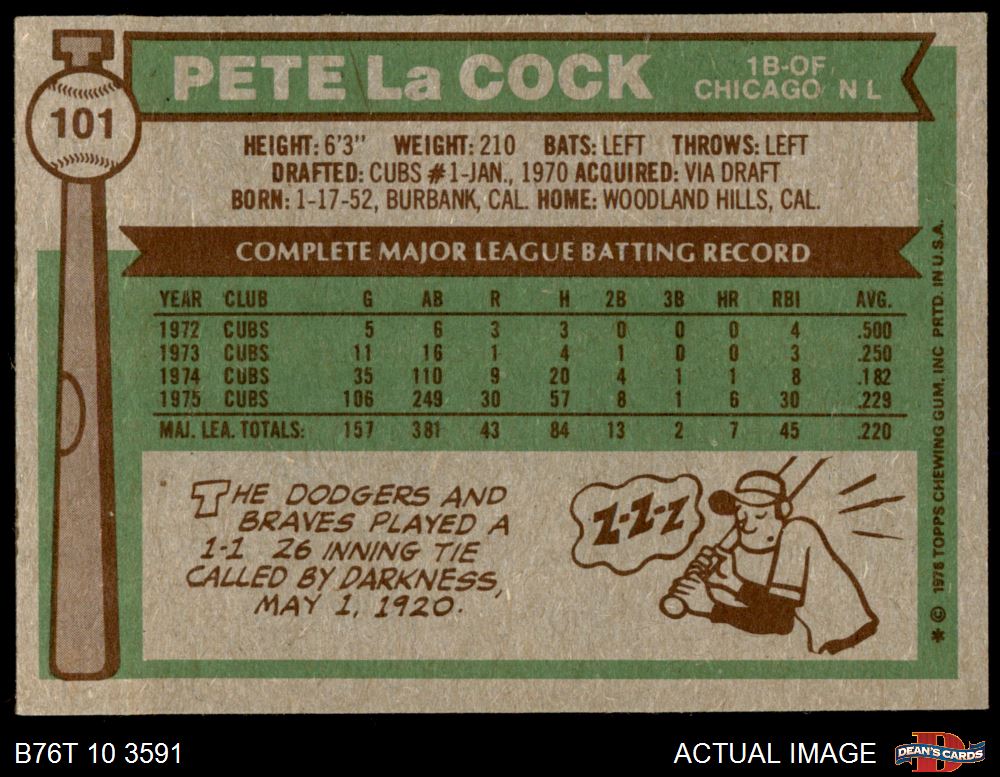 PETE La COCK
1B-OF,
CHICAGO N L
101
HEIGHT: 6'3" WEIGHT: 210 BATS: LEFT THROWS: LEFT
DRAFTED: CUBS #1-JAN., 1970 ACQUIRED: VIA DRAFT
BORN: 1-17-52, BURBANK, CAL. HOME: WOODLAND HILLS, CAL.
COMPLETE MAJOR LEAGUE BATTING RECORD
YEAR CLUB G AB R H 2B 3B HR RBI AVG.
1972 CUBS 5 6 3 3 0 0 0 4 .500
1973 CUBS 11 16 1 4 1 0 0 3 .250
1974 CUBS 35 110 9 20 4 1 1 8 .182
1975 CUBS 106 249 30 57 8 1 6 30 .229
MAJ. LEA. TOTALS: 157 381 43 84 13 2 7 45 .220
THE DODGERS AND
BRAVES PLAYED A
1-1 26 INNING TIE
CALLED BY DARKNESS,
MAY 1, 1920.
Z-Z-Z
* © 1976 TOPPS CHEWING GUM, INC PRTD. IN U.S.A.
B76T 10 3591
ACTUAL IMAGE
DEAN'S CARDS